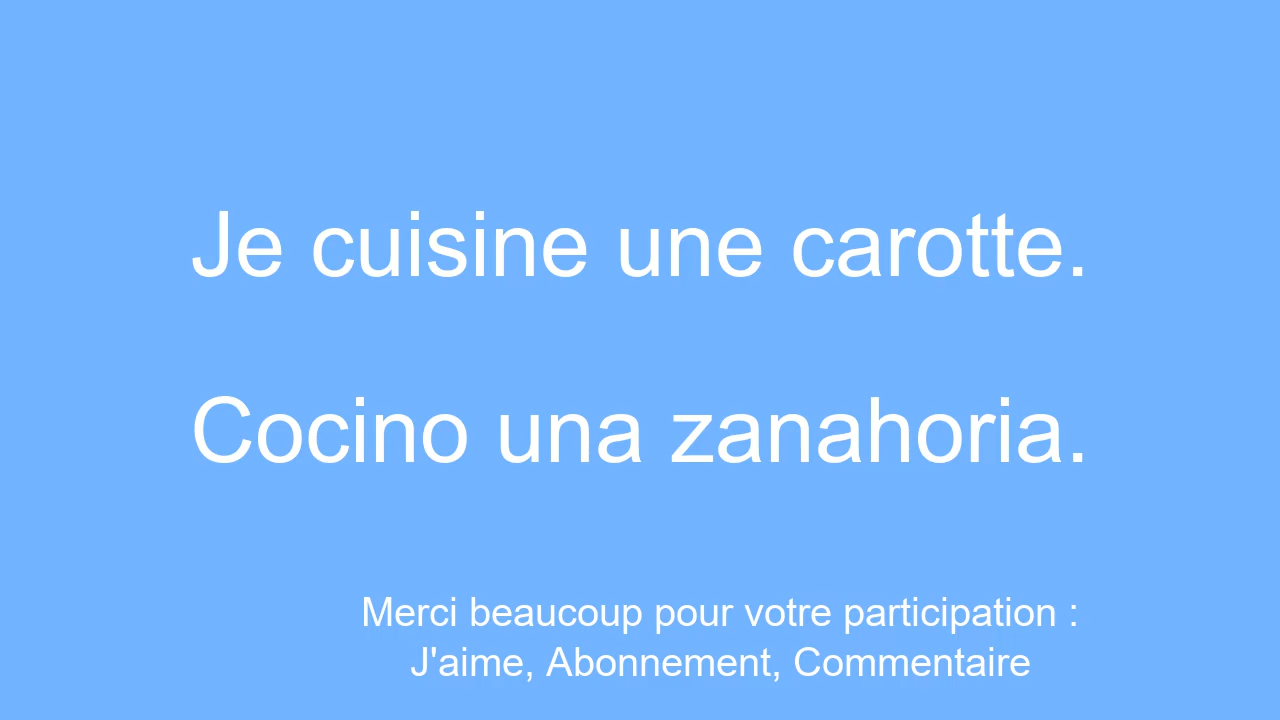 Je cuisine une carotte.
Cocino una zanahoria.
Merci beaucoup pour votre participation :
J'aime, Abonnement, Commentaire